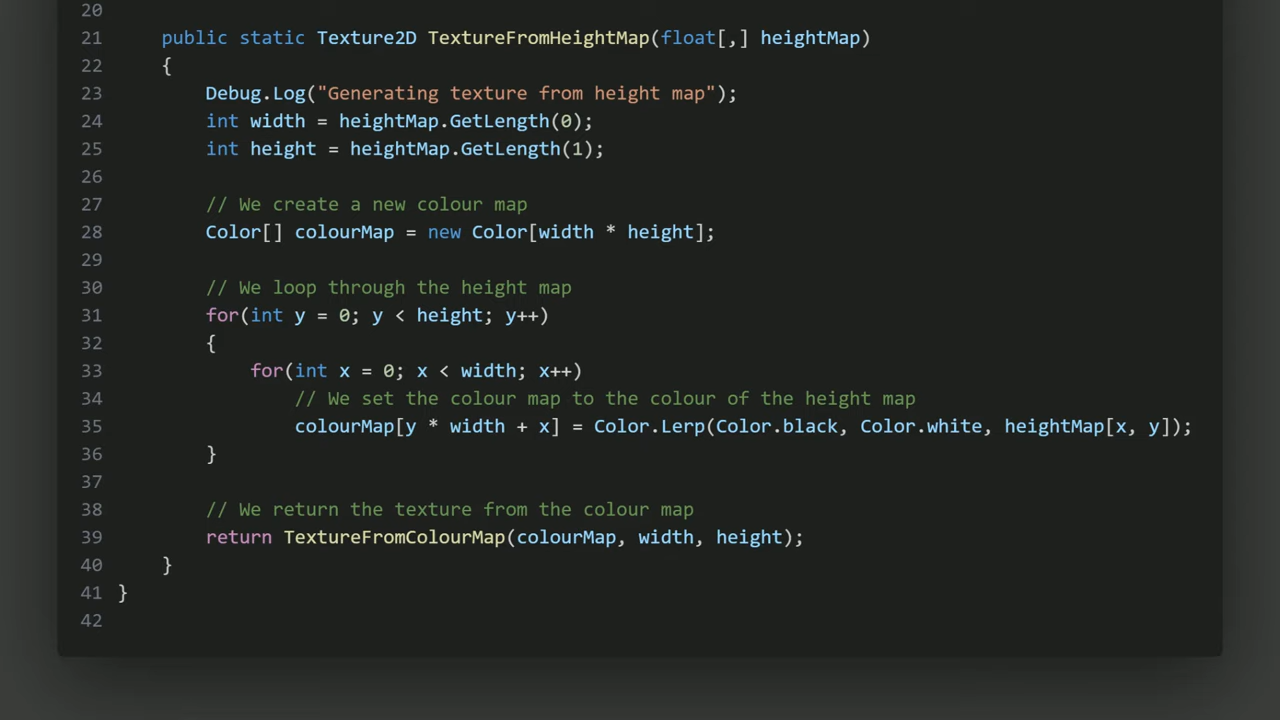 20
21 public static Texture2D TextureFromHeightMap(float[,] heightMap)
22 {
23 Debug.Log("Generating texture from height map");
24 int width = heightMap.GetLength(0);
25 int height = heightMap.GetLength(1);
26
27 // We create a new colour map
28 Color[] colourMap = new Color[width * height];
29
30 // We loop through the height map
31 for(int y = 0; y < height; y++)
32 {
33 for(int x = 0; x < width; x++)
34 // We set the colour map to the colour of the height map
35 colourMap[y * width + x] = Color.Lerp(Color.black, Color.white, heightMap[x, y]);
36 }
37
38 // We return the texture from the colour map
39 return TextureFromColourMap(colourMap, width, height);
40 }
41 }
42